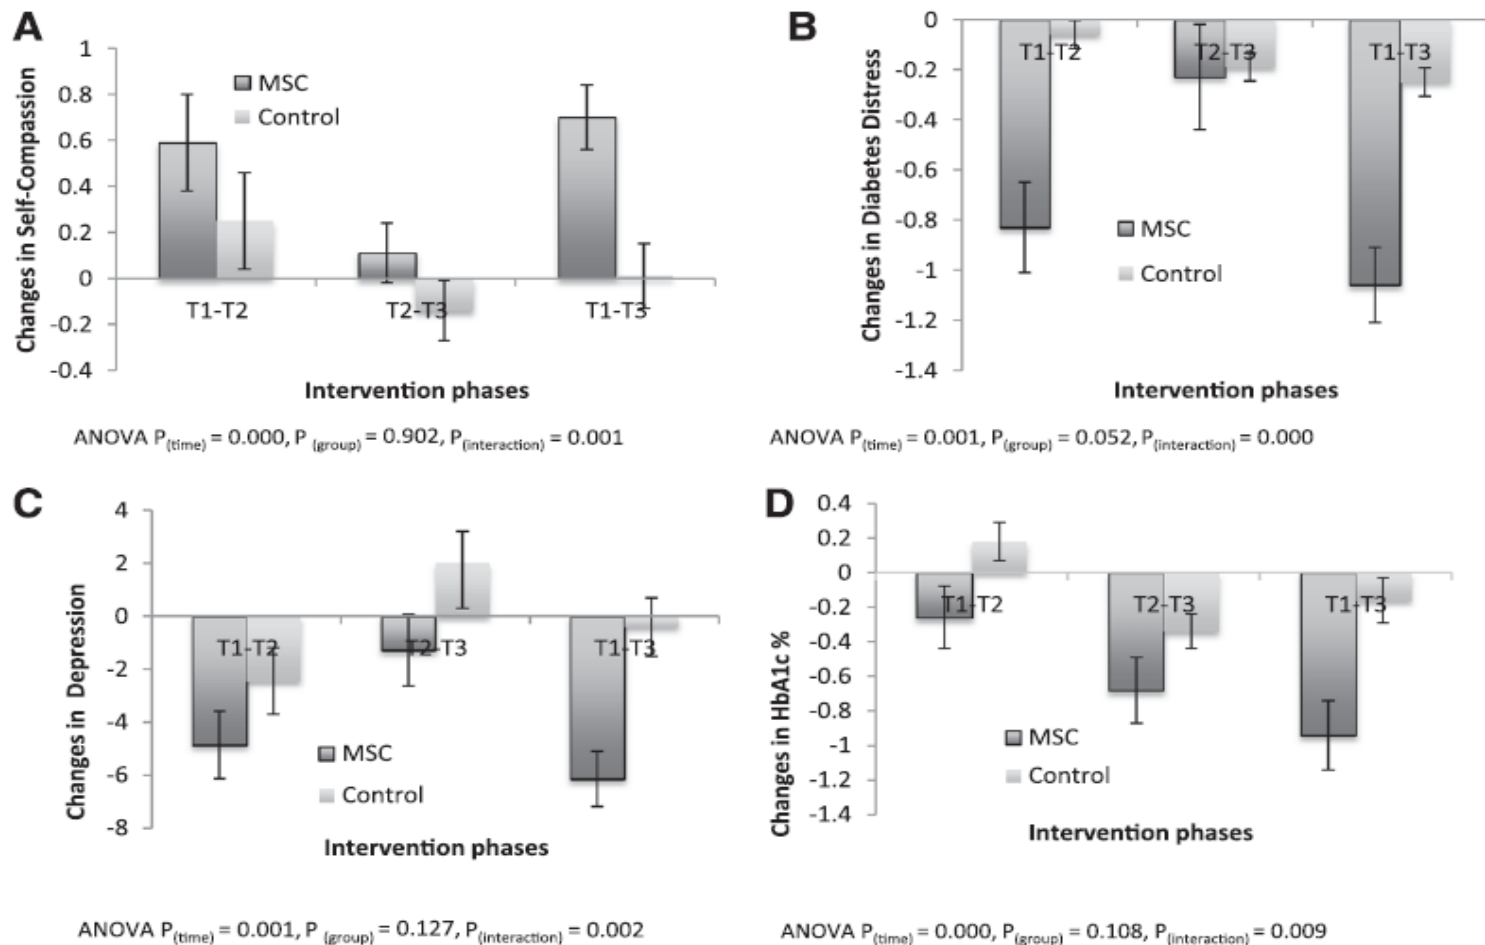 A
1
0.8
0.6
0.4
0.2
0
-0.2
-0.4
Changes in Self-Compassion
MSC
Control
T1-T2
T2-T3
T1-T3
Intervention phases
ANOVA P(time) = 0.000, P (group) = 0.902, P(interaction) = 0.001
B
0
-0.2
-0.4
-0.6
-0.8
-1
-1.2
-1.4
Changes in Diabetes Distress
T1-T2
T2-T3
T1-T3
MSC
Control
Intervention phases
ANOVA P(time) = 0.001, P(group) = 0.052, P(interaction) = 0.000
C
4
2
0
-2
-4
-6
-8
Changes in Depression
T1-T2
T2-T3
T1-T3
MSC
Control
Intervention phases
ANOVA P(time) = 0.001, P (group) = 0.127, P(interaction) = 0.002
D
0.4
0.2
0
-0.2
-0.4
-0.6
-0.8
-1
-1.2
-1.4
Changes in HbA1c %
T1-T2
T2-T3
T1-T3
MSC
Control
Intervention phases
ANOVA P(time) = 0.000, P(group) = 0.108, P(interaction) = 0.009